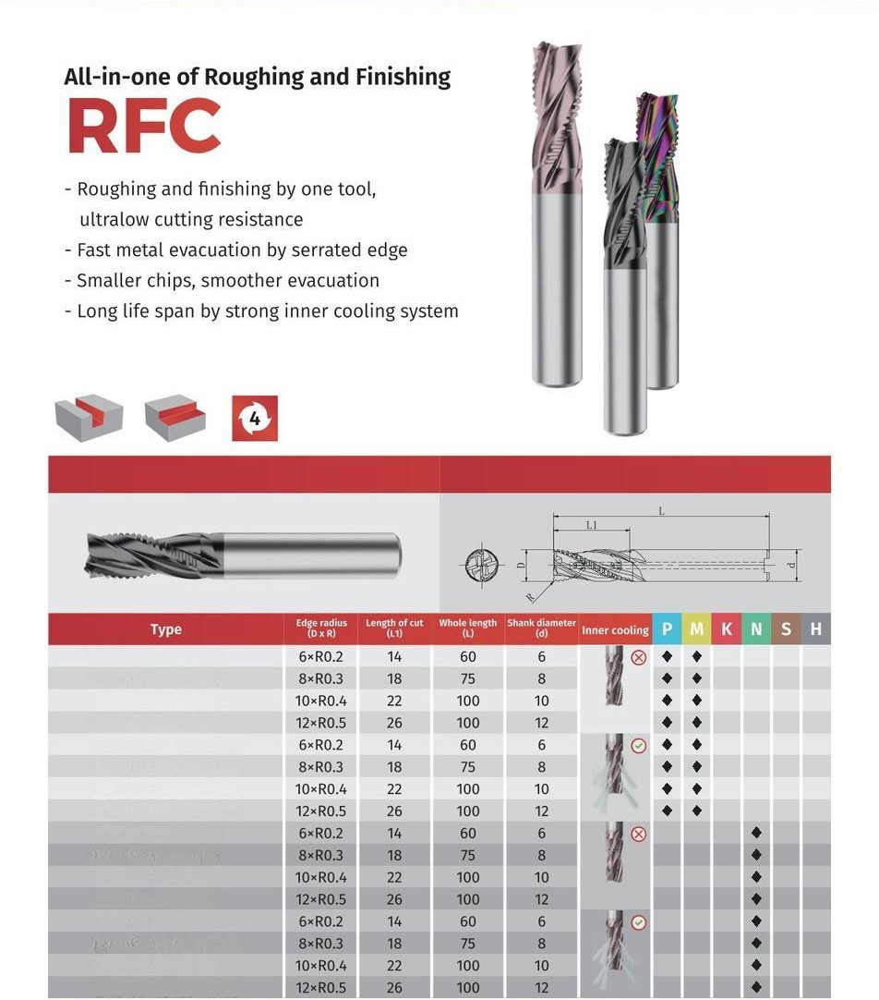 All-in-one of Roughing and Finishing
RFC
- Roughing and finishing by one tool,
ultralow cutting resistance
- Fast metal evacuation by serrated edge
- Smaller chips, smoother evacuation
- Long life span by strong inner cooling system
4
L
L1
D
d
R
Type Edge radius (D x R) Length of cut (L1) Whole length (L) Shank diameter (d) Inner cooling P M K N S H
6×R0.2 14 60 6 ◆ ◆
8×R0.3 18 75 8 ◆ ◆
10×R0.4 22 100 10 ◆ ◆
12×R0.5 26 100 12 ◆ ◆
6×R0.2 14 60 6 ◆ ◆
8×R0.3 18 75 8 ◆ ◆
10×R0.4 22 100 10 ◆ ◆
12×R0.5 26 100 12 ◆ ◆
6×R0.2 14 60 6 ◆
8×R0.3 18 75 8 ◆
10×R0.4 22 100 10 ◆
12×R0.5 26 100 12 ◆
6×R0.2 14 60 6 ◆
8×R0.3 18 75 8 ◆
10×R0.4 22 100 10 ◆
12×R0.5 26 100 12 ◆